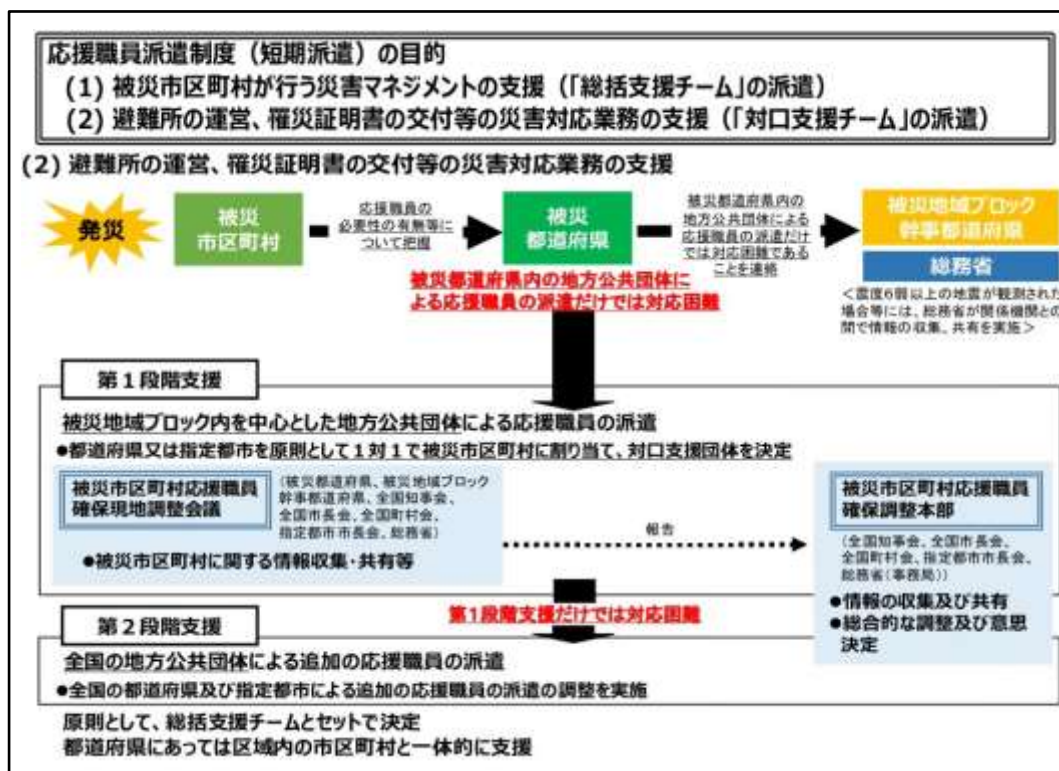 応援職員派遣制度（短期派遣）の目的
(1) 被災市区町村が行う災害マネジメントの支援（「総括支援チーム」の派遣）
(2) 避難所の運営、罹災証明書の交付等の災害対応業務の支援（「対口支援チーム」の派遣）
(2) 避難所の運営、罹災証明書の交付等の災害対応業務の支援
発災
被災
市区町村
応援職員の
必要性の有無等に
ついて把握
被災
都道府県
被災都道府県内の
地方公共団体による
応援職員の派遣だけ
では対応困難である
ことを連絡
被災地域ブロック
幹事都道府県
総務省
＜震度6弱以上の地震が観測された
場合等には、総務省が関係機関との
間で情報の収集、共有を実施＞
被災都道府県内の地方公共団体に
よる応援職員の派遣だけでは対応困難
第１段階支援
被災地域ブロック内を中心とした地方公共団体による応援職員の派遣
●都道府県又は指定都市を原則として１対１で被災市区町村に割り当て、対口支援団体を決定
被災市区町村応援職員
確保現地調整会議
（被災都道府県、被災地域ブロック
幹事都道府県、全国知事会、
全国市長会、全国町村会、
指定都市市長会、総務省）
●被災市区町村に関する情報収集・共有等
報告
被災市区町村応援職員
確保調整本部
（全国知事会、全国市長会、
全国町村会、指定都市市長会、
総務省（事務局））
●情報の収集及び共有
●総合的な調整及び意思
決定
第1段階支援だけでは対応困難
第２段階支援
全国の地方公共団体による追加の応援職員の派遣
●全国の都道府県及び指定都市による追加の応援職員の派遣の調整を実施
原則として、総括支援チームとセットで決定
都道府県にあっては区域内の市区町村と一体的に支援